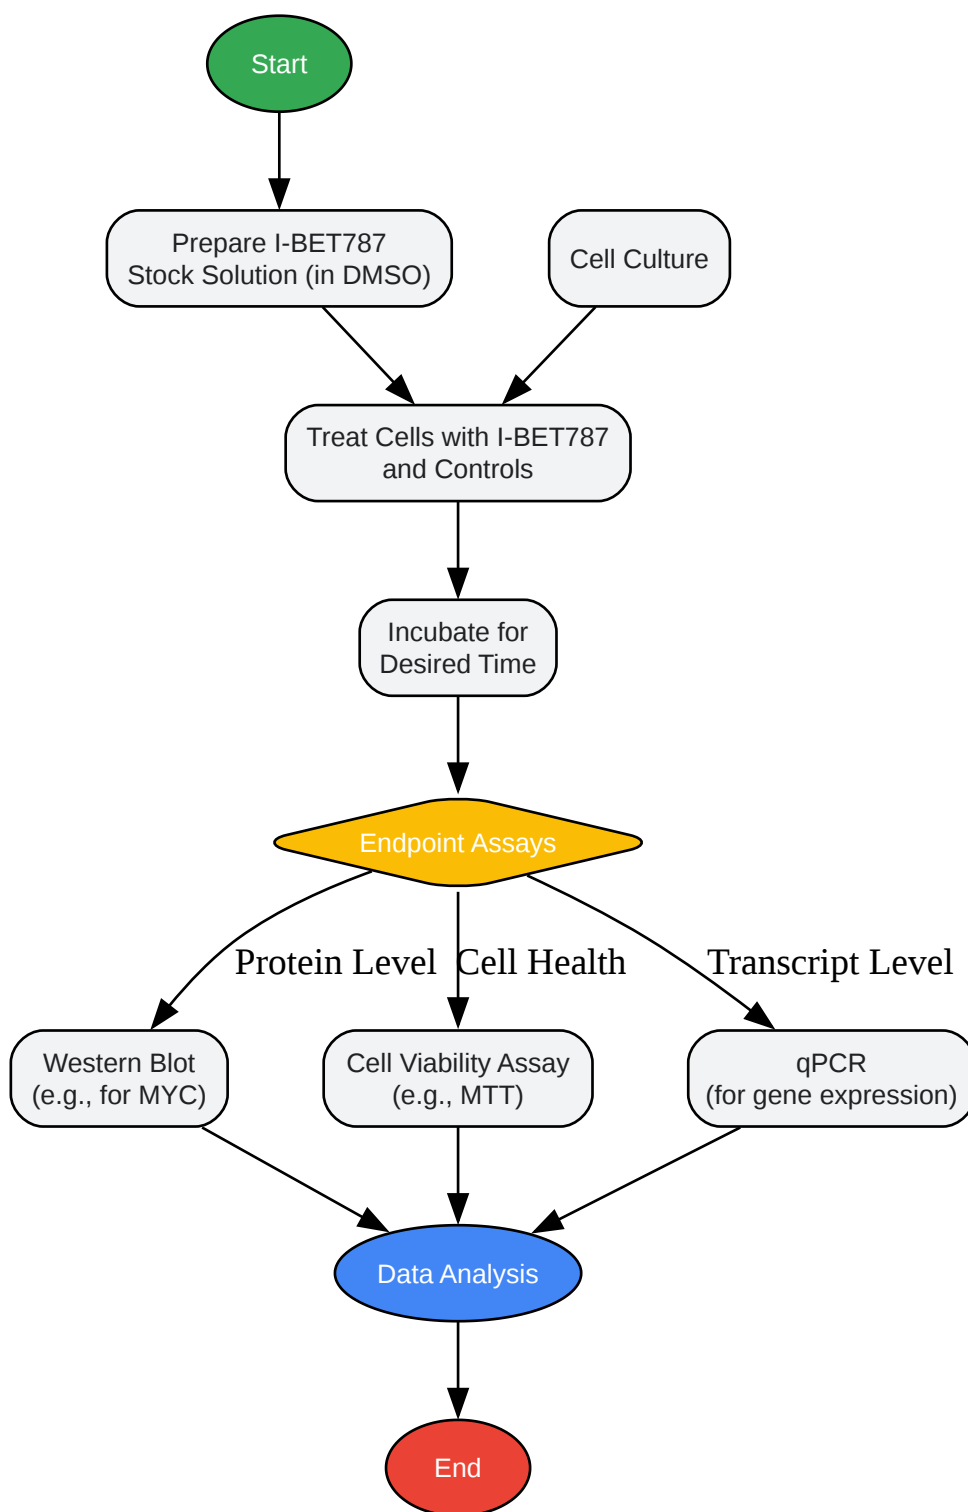 Start
Prepare I-BET787
Stock Solution (in DMSO)
Cell Culture
Treat Cells with I-BET787
and Controls
Incubate for
Desired Time
Endpoint Assays
Protein Level
Cell Health
Transcript Level
Western Blot
(e.g., for MYC)
Cell Viability Assay
(e.g., MTT)
qPCR
(for gene expression)
Data Analysis
End